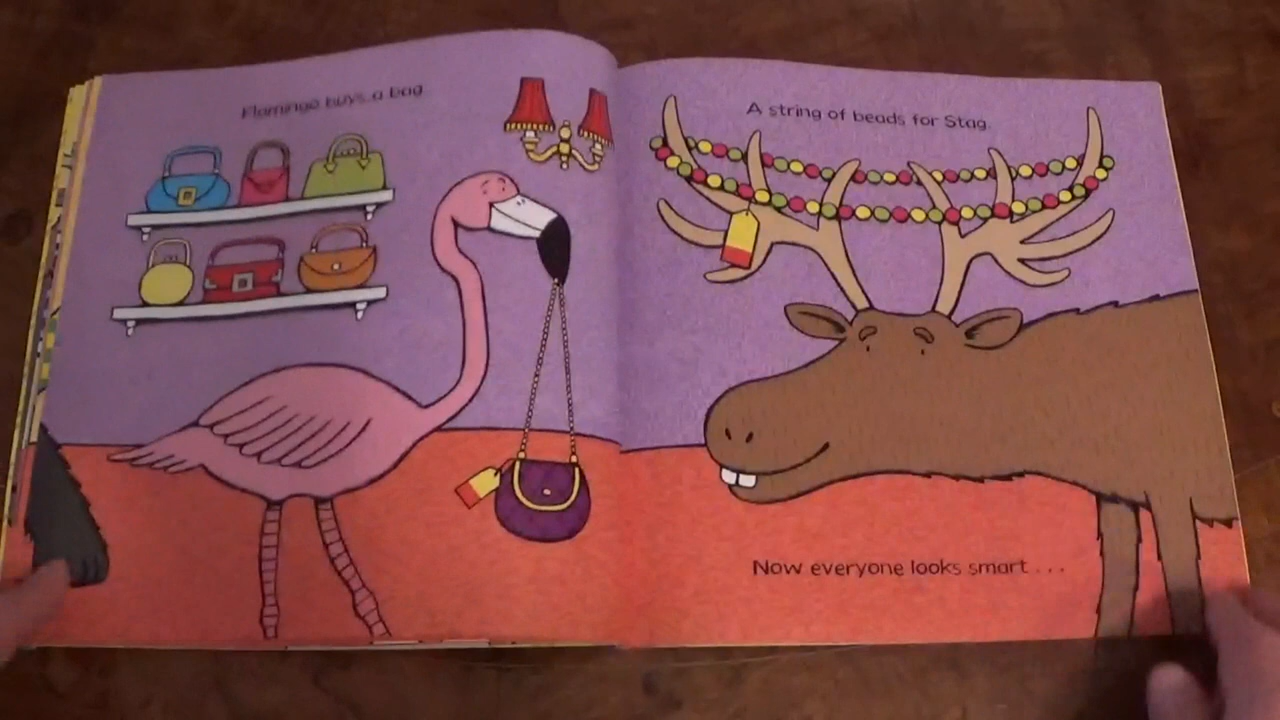 Flamingo buys a bag
A string of beads for Stag.
Now everyone looks smart . . .